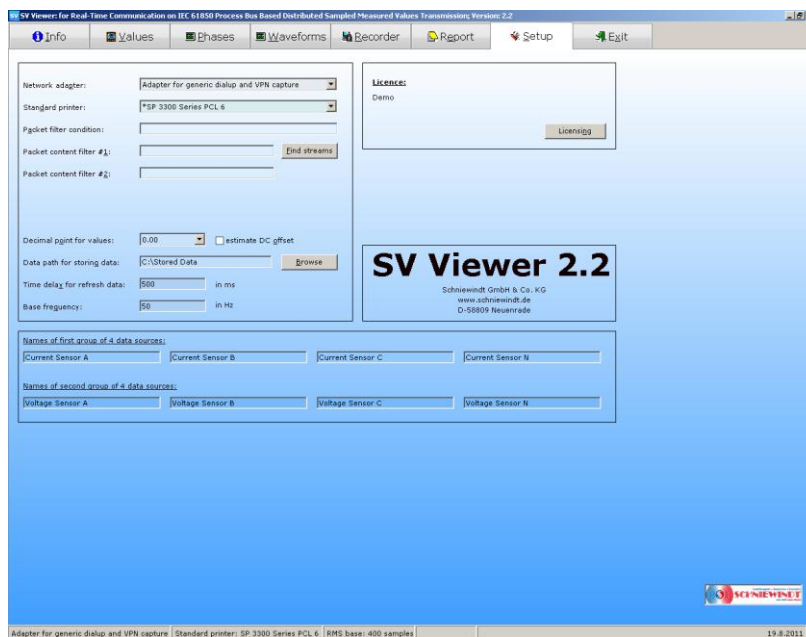 SV SV Viewer: for Real-Time Communication on IEC 61850 Process Bus Based Distributed Sampled Measured Values Transmission; Version: 2.2
Info Values Phases Waveforms Recorder Report Setup Exit
Network adapter: Adapter for generic dialup and VPN capture
Standard printer: *SP 3300 Series PCL 6
Packet filter condition:
Packet content filter #1: Find streams
Packet content filter #2:
Decimal point for values: 0.00 estimate DC offset
Data path for storing data: C:\Stored Data Browse
Time delay for refresh data: 500 in ms
Base frequency: 50 in Hz
Licence:
Demo
Licensing
SV Viewer 2.2
Schniewindt GmbH & Co. KG
www.schniewindt.de
D-58809 Neuenrade
Names of first group of 4 data sources:
Current Sensor A Current Sensor B Current Sensor C Current Sensor N
Names of second group of 4 data sources:
Voltage Sensor A Voltage Sensor B Voltage Sensor C Voltage Sensor N
SCHNIEWINDT
Adapter for generic dialup and VPN capture Standard printer: SP 3300 Series PCL 6 RMS base: 400 samples 19.8.2011